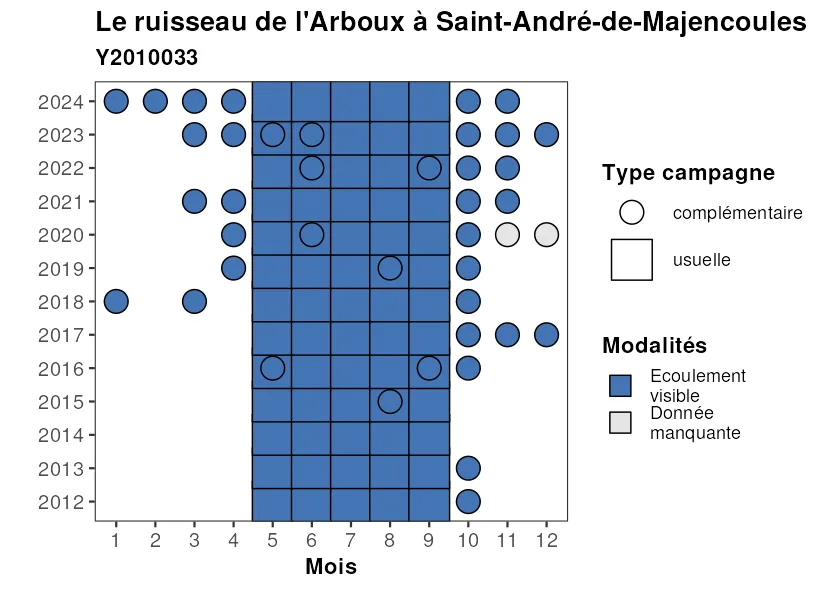 Le ruisseau de l'Arboux à Saint-André-de-Majencoules
Y2010033
2024
2023
2022
2021
2020
2019
2018
2017
2016
2015
2014
2013
2012
1 2 3 4 5 6 7 8 9 10 11 12
Mois
Type campagne
complémentaire
usuelle
Modalités
Ecoulement
visible
Donnée
manquante